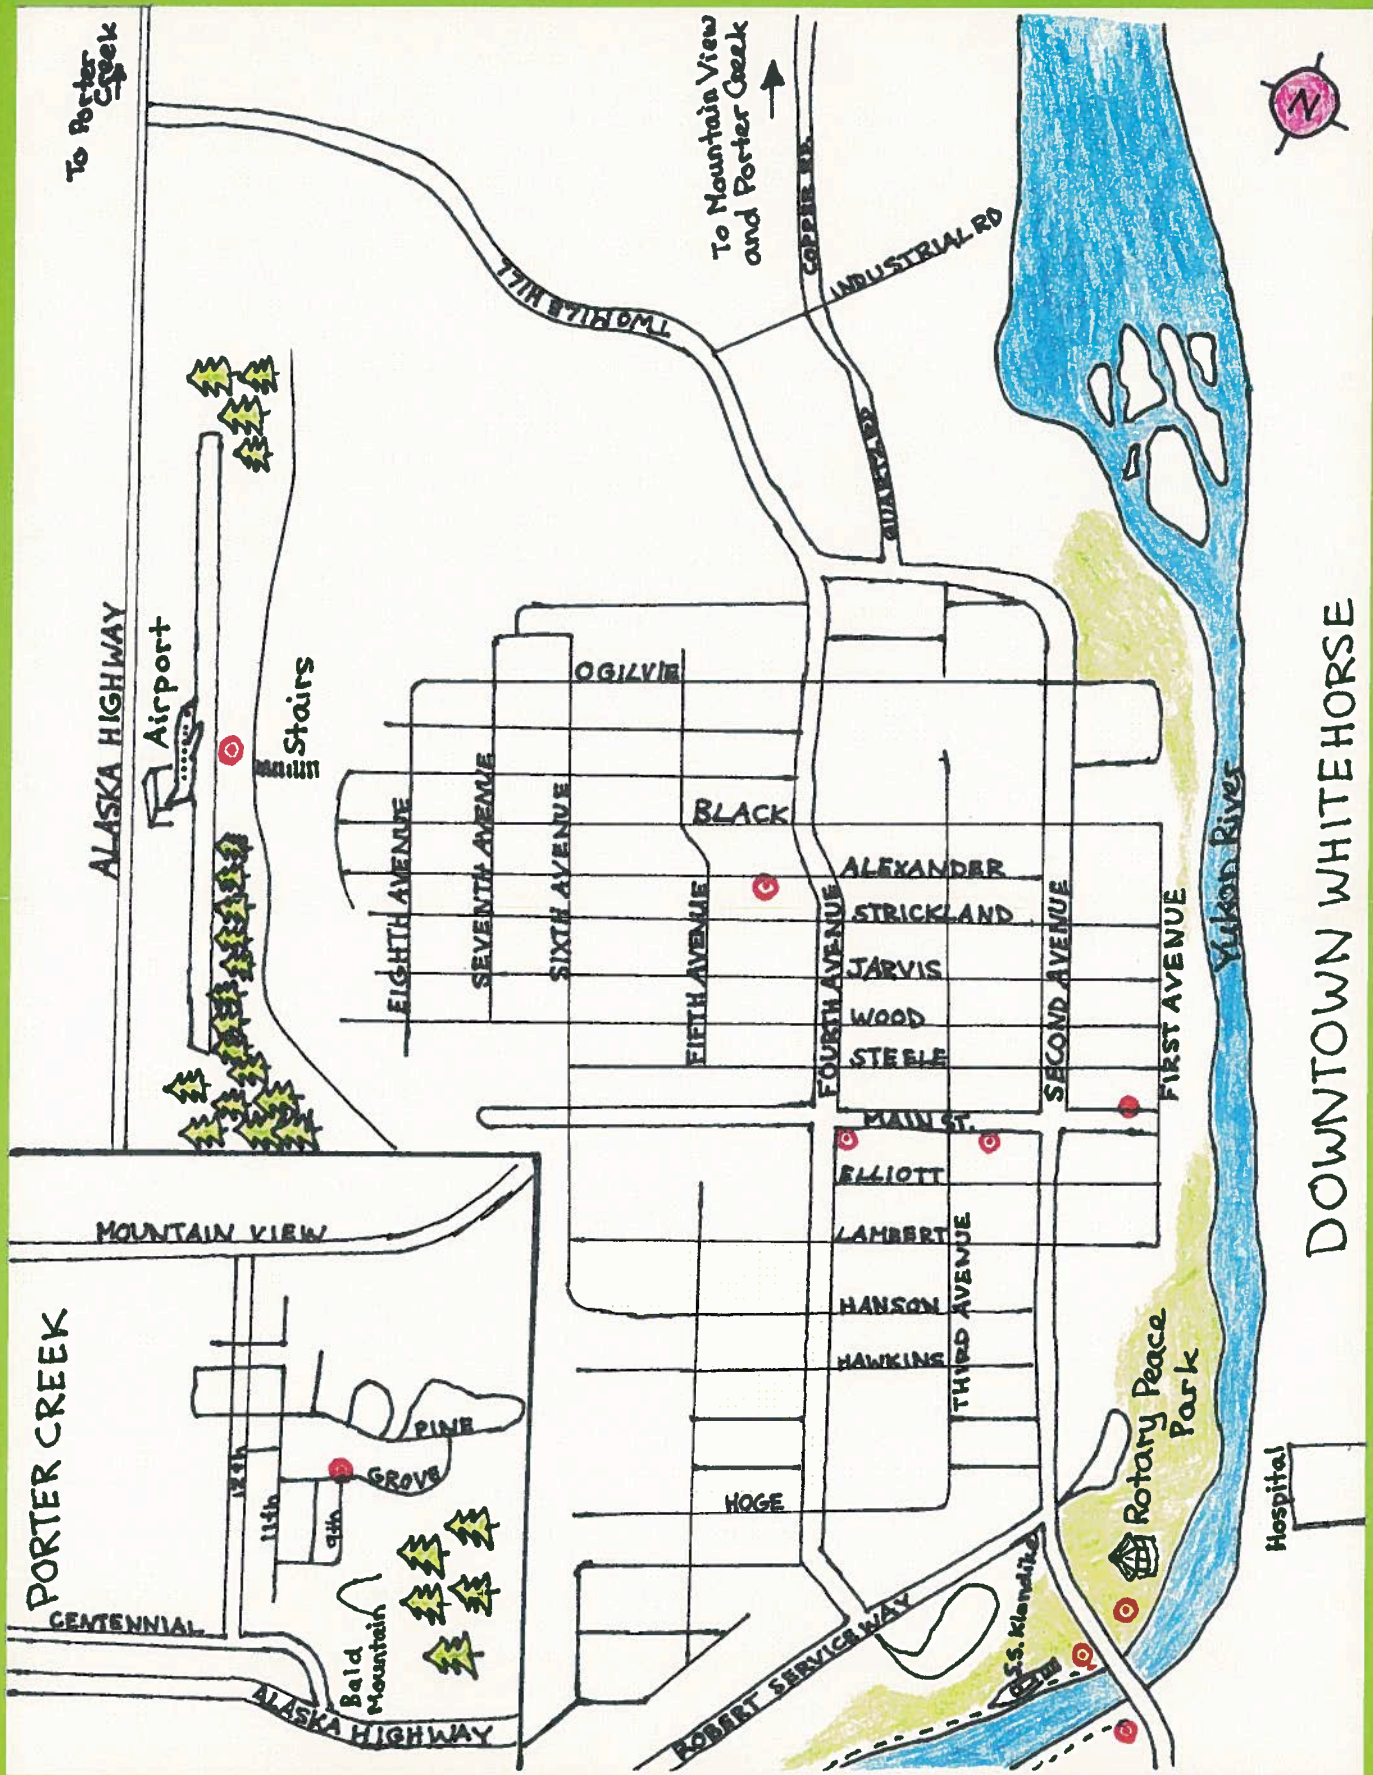 To Porter
Creek
To Mountain View
and Porter Creek
N
COPPER RD.
INDUSTRIAL RD
TWO MILE HILL
QUARTZ RD
ALASKA HIGHWAY
Airport
Stairs
OGILVIE
BLACK
ALEXANDER
STRICKLAND
JARVIS
WOOD
STEELE
MAIN ST.
ELLIOTT
LAMBERT
HANSON
HAWKINS
HOGE
EIGHTH AVENUE
SEVENTH AVENUE
SIXTH AVENUE
FIFTH AVENUE
FOURTH AVENUE
THIRD AVENUE
SECOND AVENUE
FIRST AVENUE
Yukon River
DOWNTOWN WHITEHORSE
Rotary Peace
Park
Hospital
S.S. Klondike
ROBERT SERVICE WAY
PORTER CREEK
MOUNTAIN VIEW
PINE
GROVE
12th
11th
9th
CENTENNIAL
Bald
Mountain
ALASKA HIGHWAY